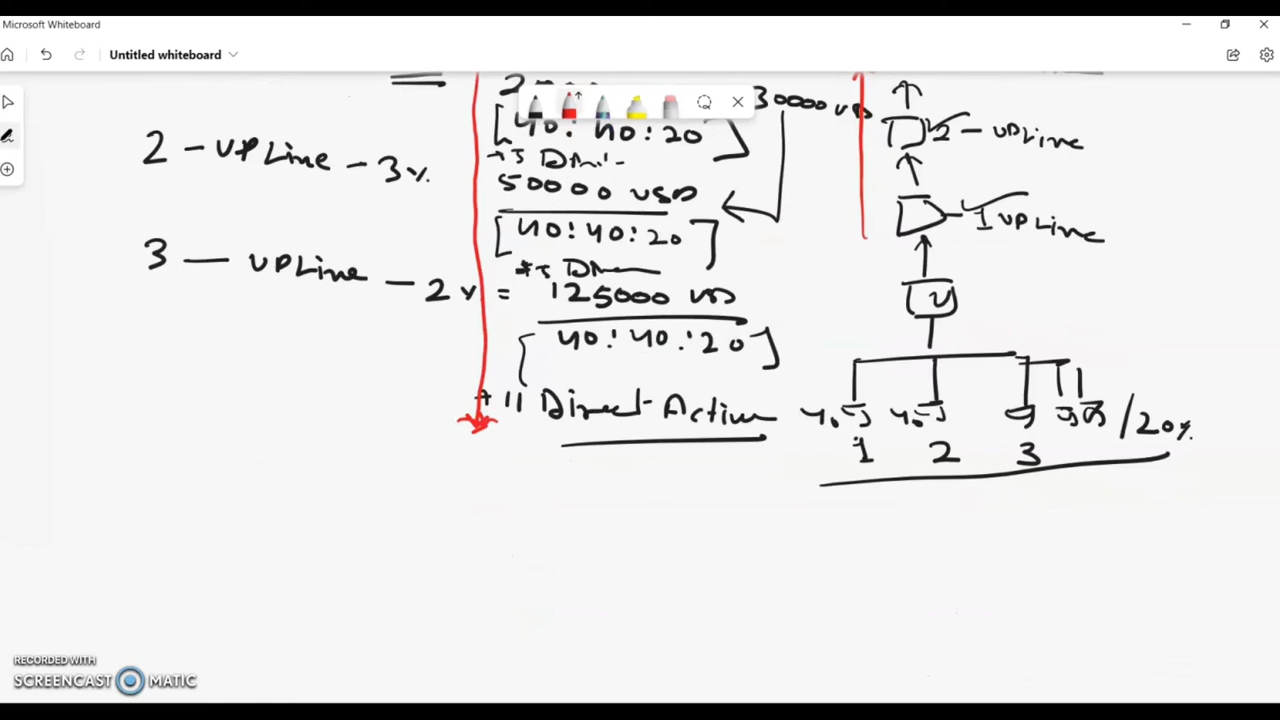 Microsoft Whiteboard
Untitled whiteboard
2 - UPLine - 3%
3 — UPLine - 2% =
30000 USD
[40: 40: 20]
50000 USD
[40: 40: 20]
125000 USD
[40: 40: 20]
* 11 Direct - Active
2 - UPLine
1 UPLine
U
40 40 /20%
1 2 3
RECORDED WITH
SCREENCAST MATIC